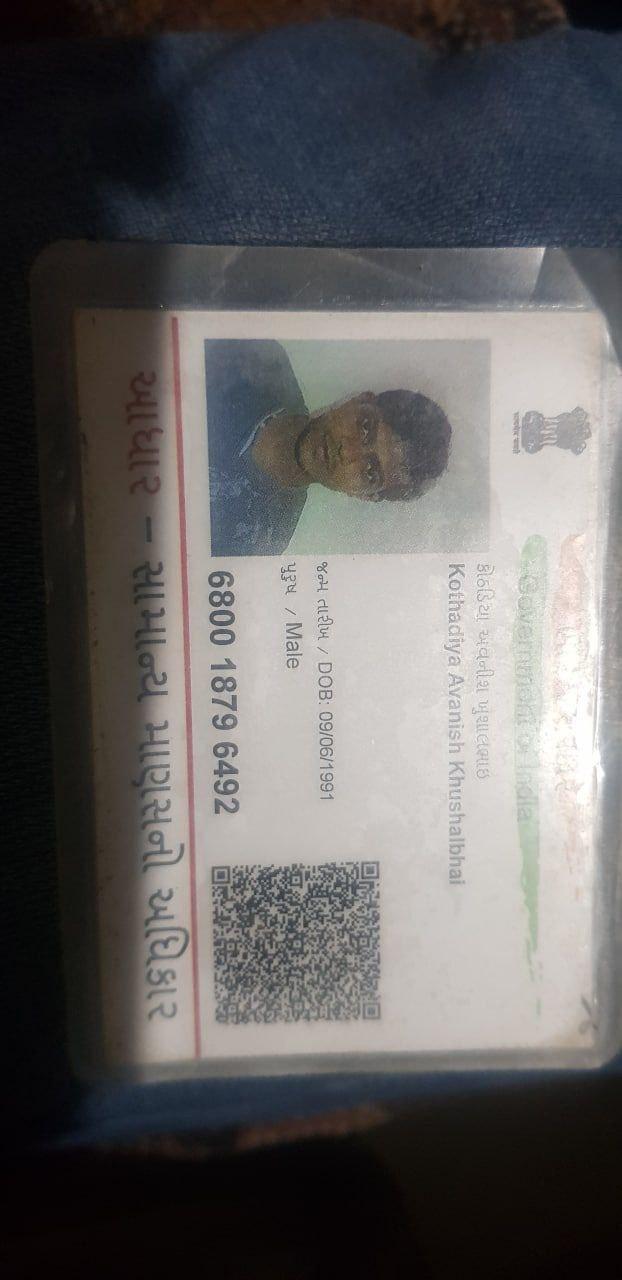 Government of India
કોઠડિયા અવનીશ ખુશાલભાઇ
Kothadiya Avanish Khushalbhai
જન્મ તારીખ / DOB: 09/06/1991
પુરૂષ / Male
6800 1879 6492
આધાર – સામાન્ય માણસનો અધિકાર